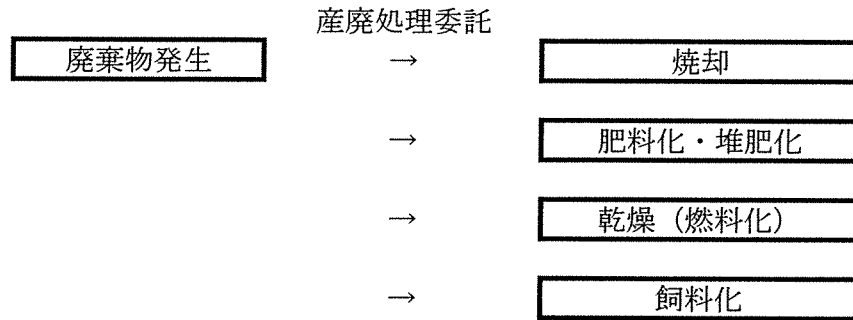 産廃処理委託
廃棄物発生 → 焼却
→ 肥料化・堆肥化
→ 乾燥（燃料化）
→ 飼料化